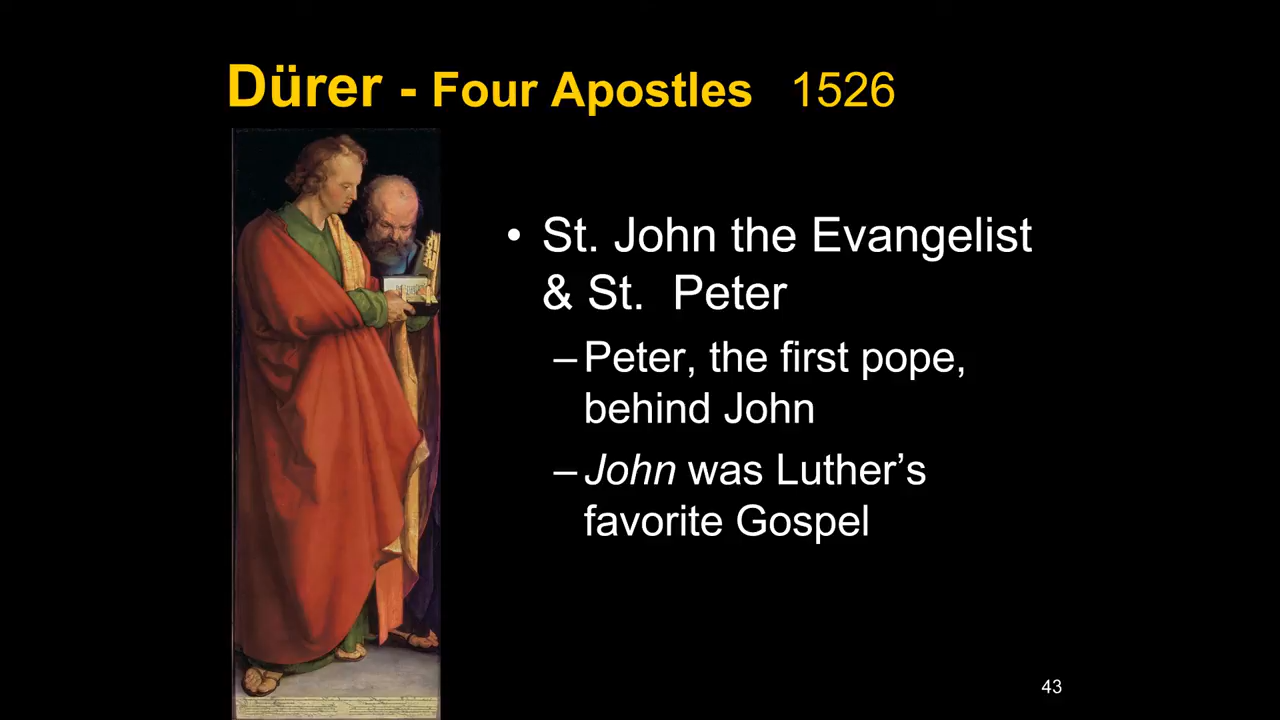 Dürer - Four Apostles 1526
• St. John the Evangelist
& St. Peter
– Peter, the first pope,
behind John
– John was Luther’s
favorite Gospel
43